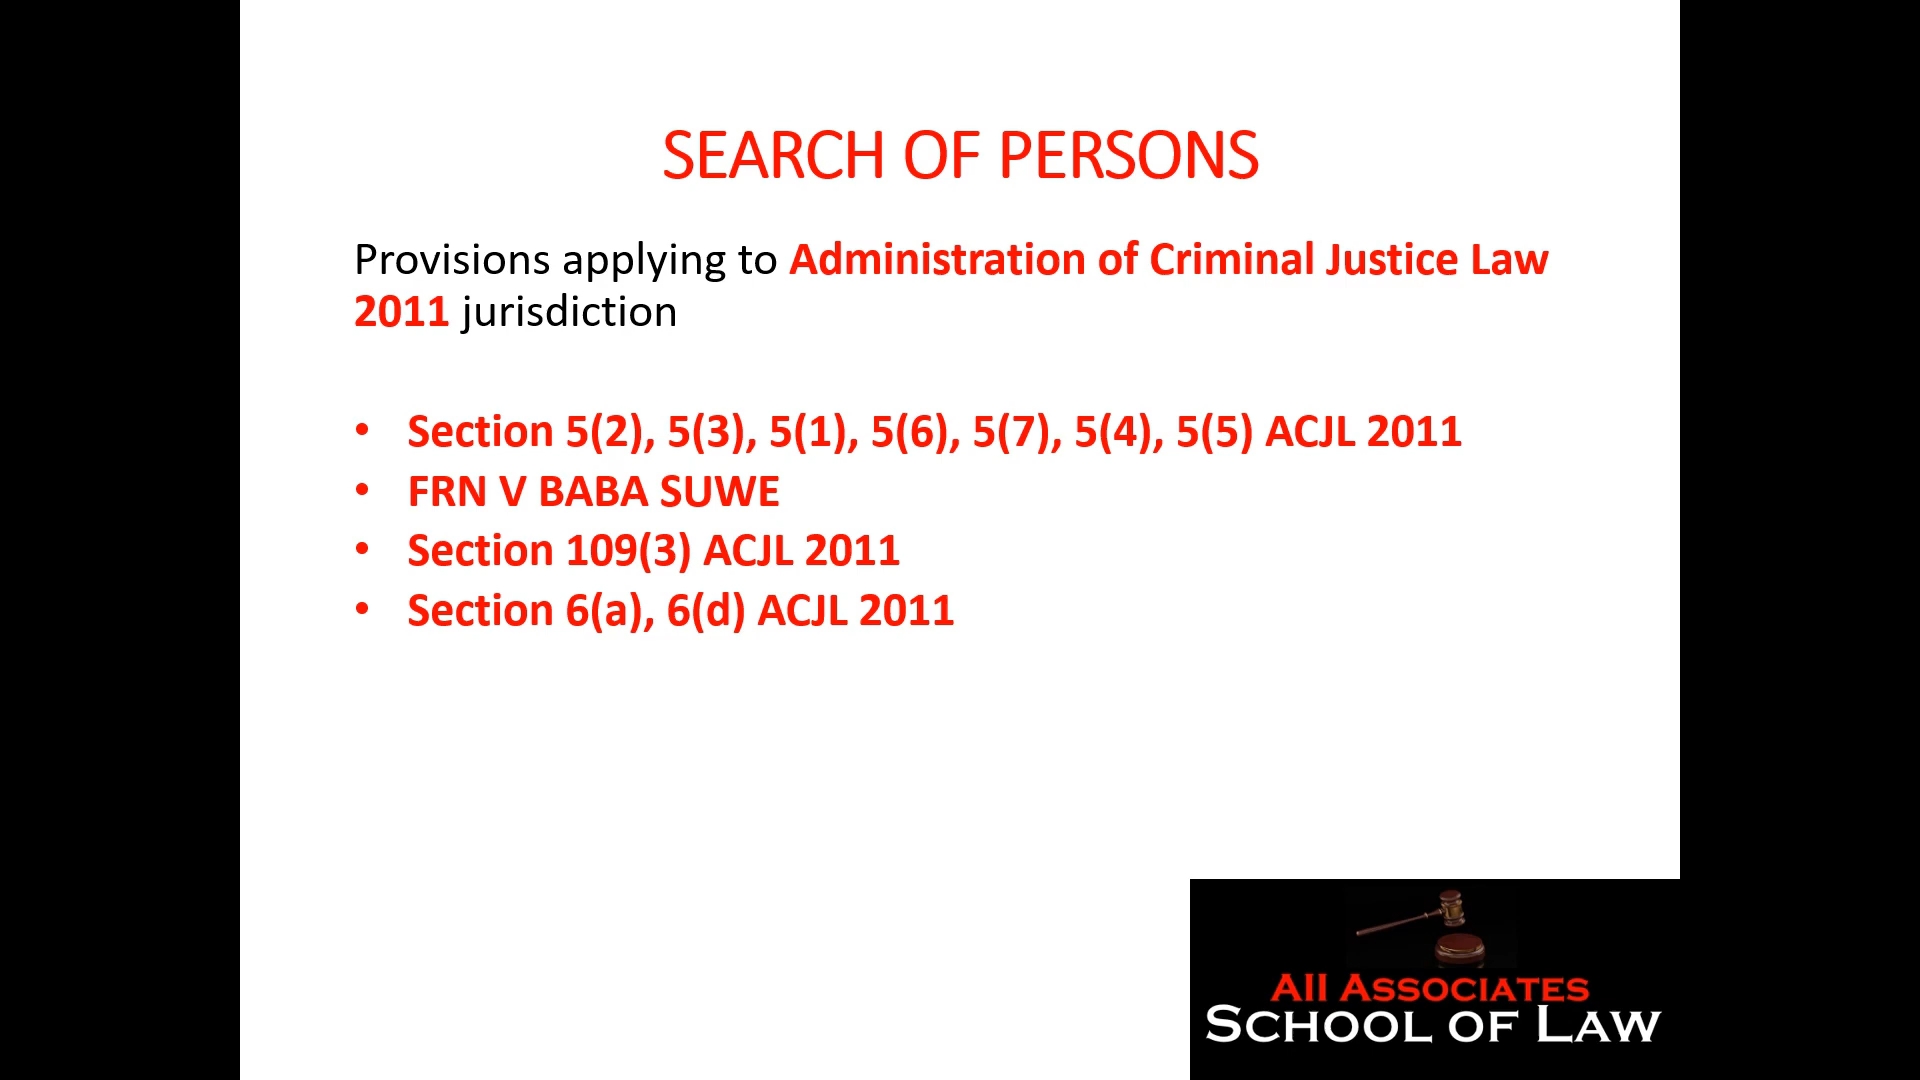 SEARCH OF PERSONS
Provisions applying to Administration of Criminal Justice Law
2011 jurisdiction
• Section 5(2), 5(3), 5(1), 5(6), 5(7), 5(4), 5(5) ACJL 2011
• FRN V BABA SUWE
• Section 109(3) ACJL 2011
• Section 6(a), 6(d) ACJL 2011
All Associates
School of Law